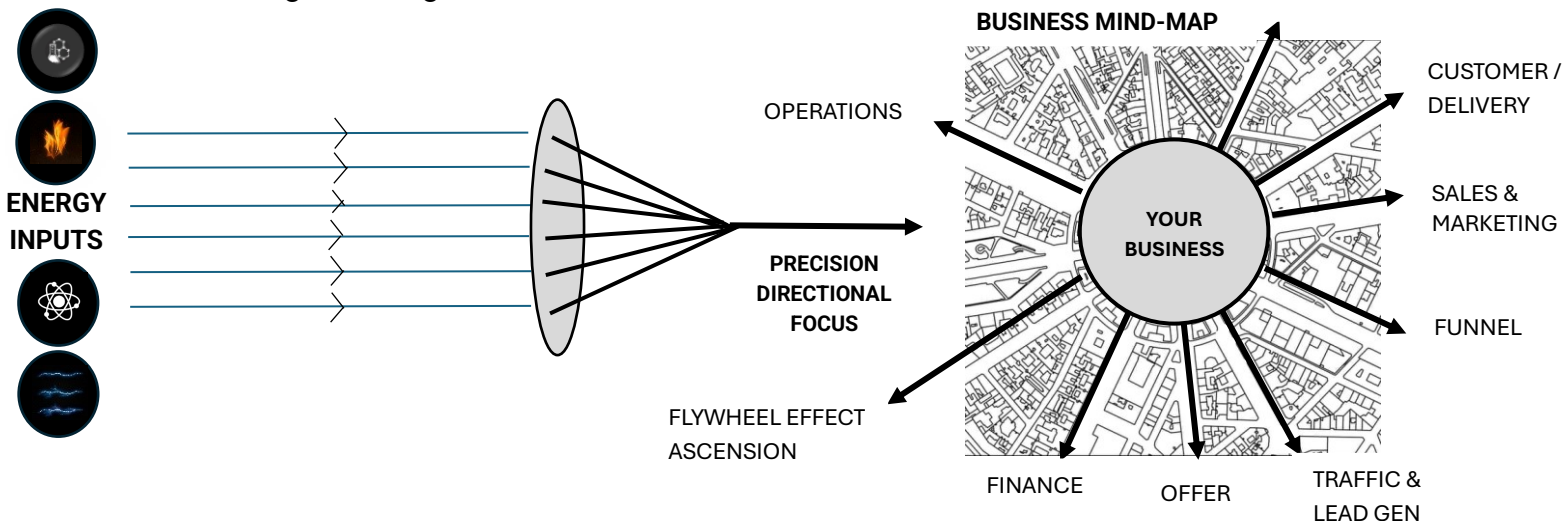 BUSINESS MIND-MAP
CUSTOMER /
DELIVERY
OPERATIONS
ENERGY
INPUTS
SALES &
MARKETING
YOUR
BUSINESS
PRECISION
DIRECTIONAL
FOCUS
FUNNEL
FLYWHEEL EFFECT
ASCENSION
FINANCE
OFFER
TRAFFIC &
LEAD GEN